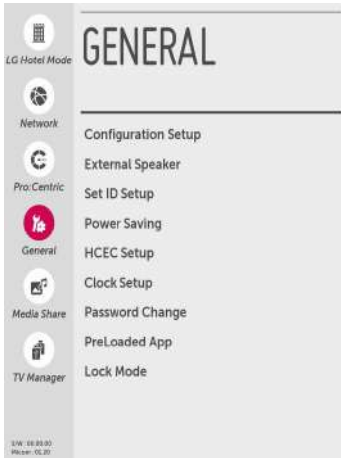 LG Hotel Mode
Network
Pro:Centric
General
Media Share
TV Manager
GENERAL
Configuration Setup
External Speaker
Set ID Setup
Power Saving
HCEC Setup
Clock Setup
Password Change
PreLoaded App
Lock Mode